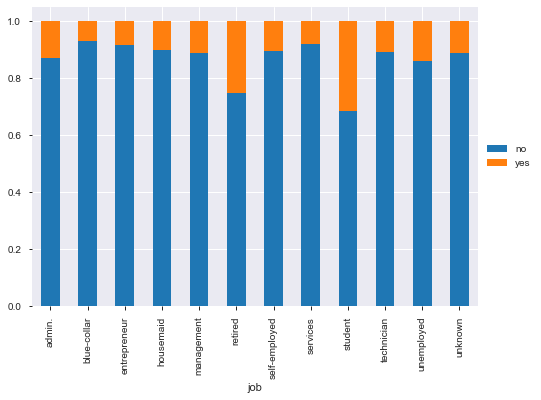 1.0
0.8
0.6
0.4
0.2
0.0
admin.
blue-collar
entrepreneur
housemaid
management
retired
self-employed
services
student
technician
unemployed
unknown
job
no
yes